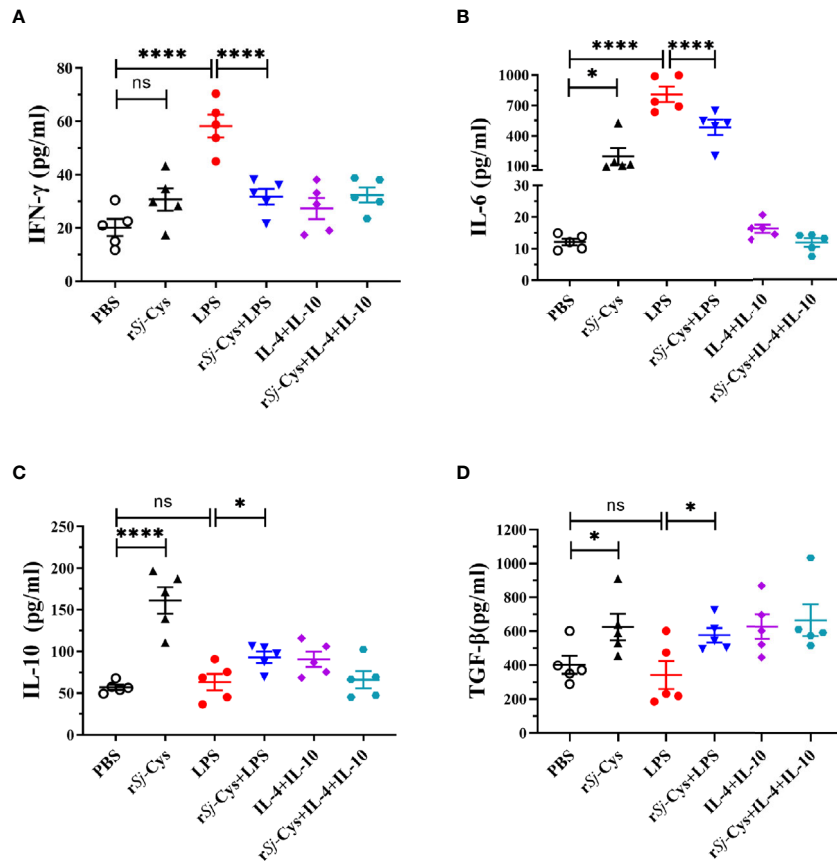 A
****
****
ns
IFN-γ (pg/ml)
80
60
40
20
0
PBS
rSj-Cys
LPS
rSj-Cys+LPS
IL-4+IL-10
rSj-Cys+IL-4+IL-10
B
****
****
*
IL-6 (pg/ml)
1000
700
400
100
20
15
10
5
0
PBS
rSj-Cys
LPS
rSj-Cys+LPS
IL-4+IL-10
rSj-Cys+IL-4+IL-10
C
ns
*
****
IL-10 (pg/ml)
250
200
150
100
50
0
PBS
rSj-Cys
LPS
rSj-Cys+LPS
IL-4+IL-10
rSj-Cys+IL-4+IL-10
D
ns
*
*
TGF-β(pg/ml)
1200
1000
800
600
400
200
0
PBS
rSj-Cys
LPS
rSj-Cys+LPS
IL-4+IL-10
rSj-Cys+IL-4+IL-10